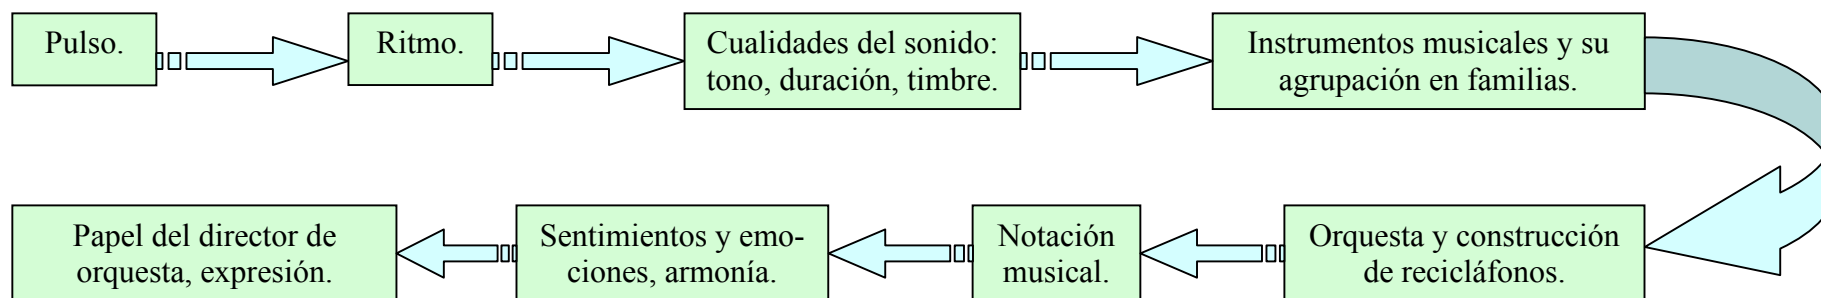 Pulso.
Ritmo.
Cualidades del sonido:
tono, duración, timbre.
Instrumentos musicales y su
agrupación en familias.
Orquesta y construcción
de recicláfonos.
Notación
musical.
Sentimientos y emo-
ciones, armonía.
Papel del director de
orquesta, expresión.